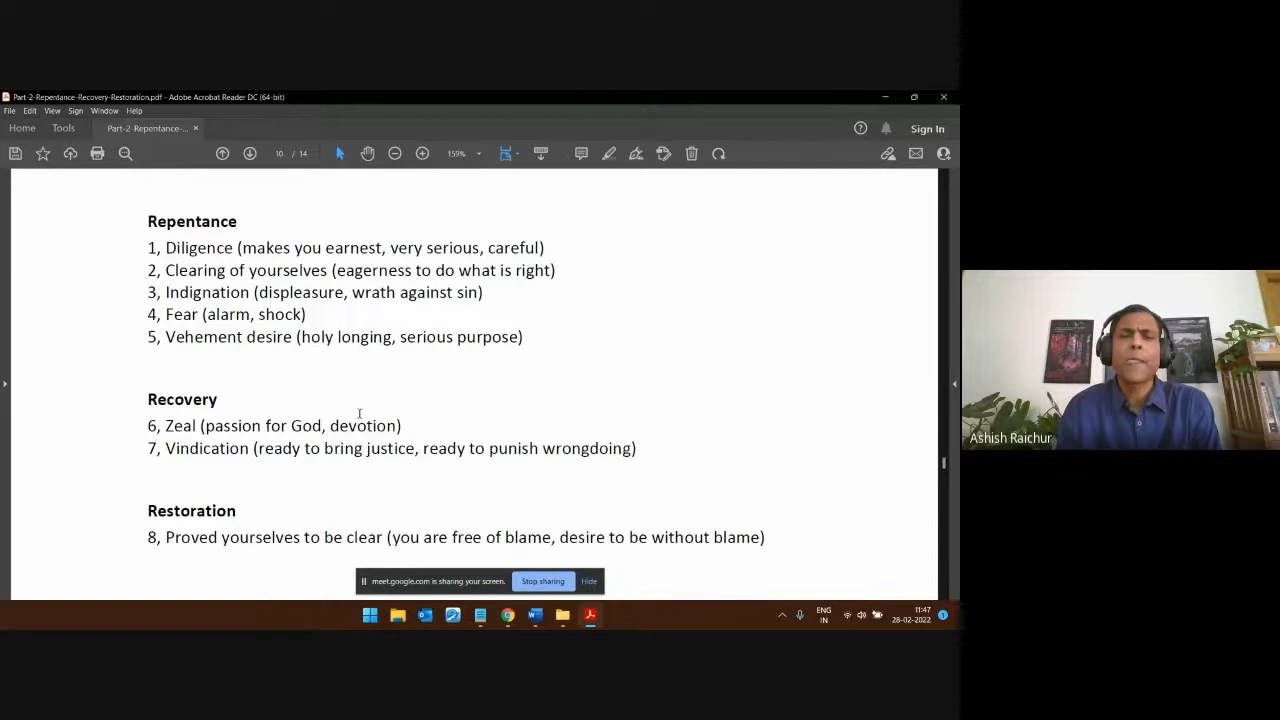 Part-2-Repentance-Recovery-Restoration.pdf - Adobe Acrobat Reader DC (64-bit)
File Edit View Sign Window Help
Home Tools Part-2-Repentance-... × Sign In
10 / 14 159%
Repentance
1, Diligence (makes you earnest, very serious, careful)
2, Clearing of yourselves (eagerness to do what is right)
3, Indignation (displeasure, wrath against sin)
4, Fear (alarm, shock)
5, Vehement desire (holy longing, serious purpose)
Recovery
6, Zeal (passion for God, devotion)
7, Vindication (ready to bring justice, ready to punish wrongdoing)
Restoration
8, Proved yourselves to be clear (you are free of blame, desire to be without blame)
meet.google.com is sharing your screen. Stop sharing Hide
ENG
IN
11:47
28-02-2022
1
Ashish Raichur